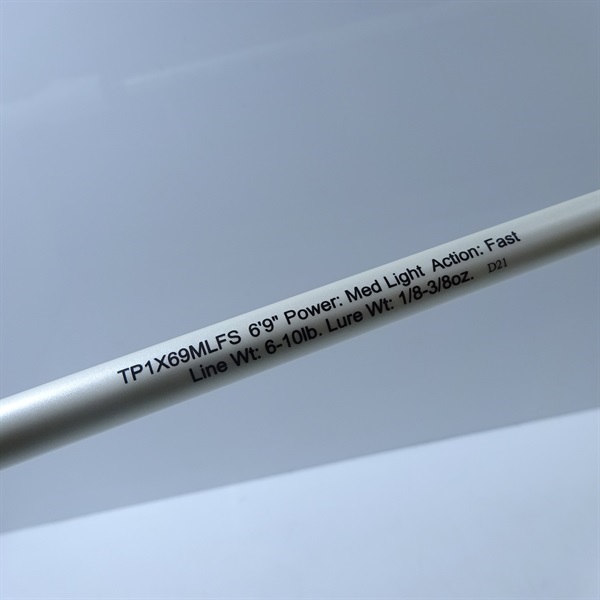 TP1X69MLFS 6'9" Power: Med Light Action: Fast
Line Wt: 6-10lb. Lure Wt: 1/8-3/8oz. D21